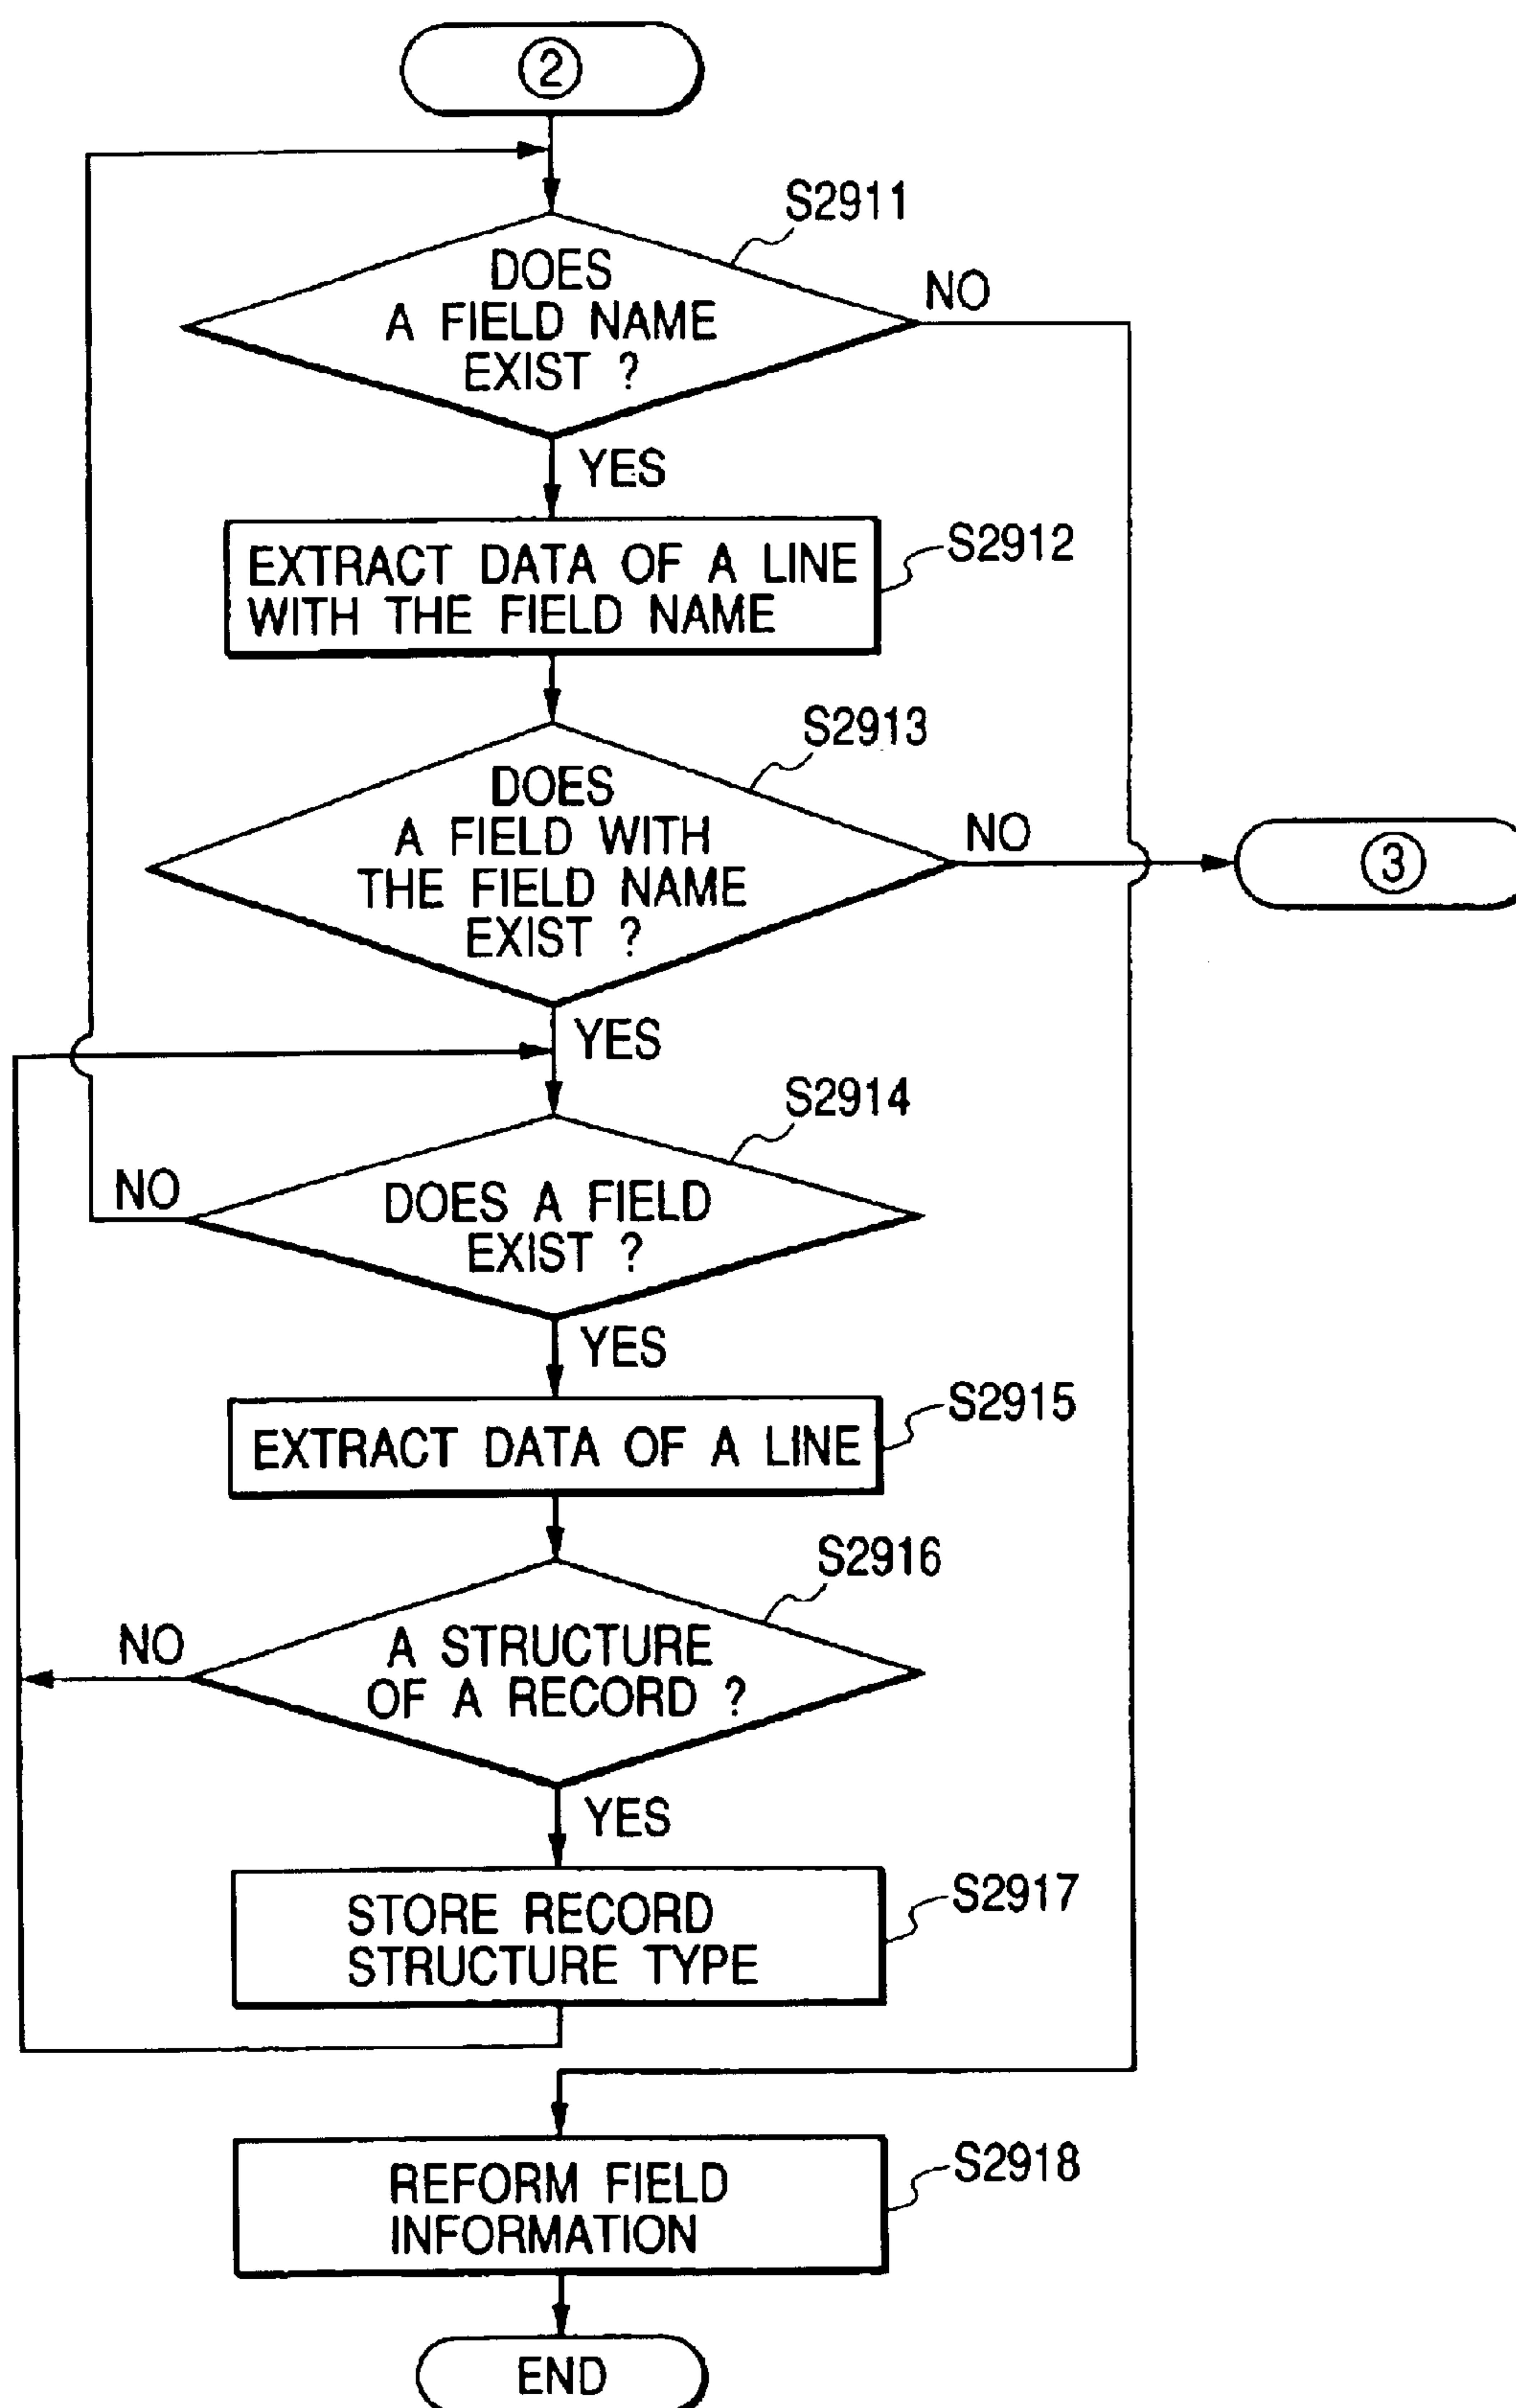 2
S2911
DOES
A FIELD NAME
EXIST ?
NO
YES
S2912
EXTRACT DATA OF A LINE
WITH THE FIELD NAME
S2913
DOES
A FIELD WITH
THE FIELD NAME
EXIST ?
NO
3
YES
S2914
NO
DOES A FIELD
EXIST ?
YES
S2915
EXTRACT DATA OF A LINE
S2916
NO
A STRUCTURE
OF A RECORD ?
YES
S2917
STORE RECORD
STRUCTURE TYPE
S2918
REFORM FIELD
INFORMATION
END